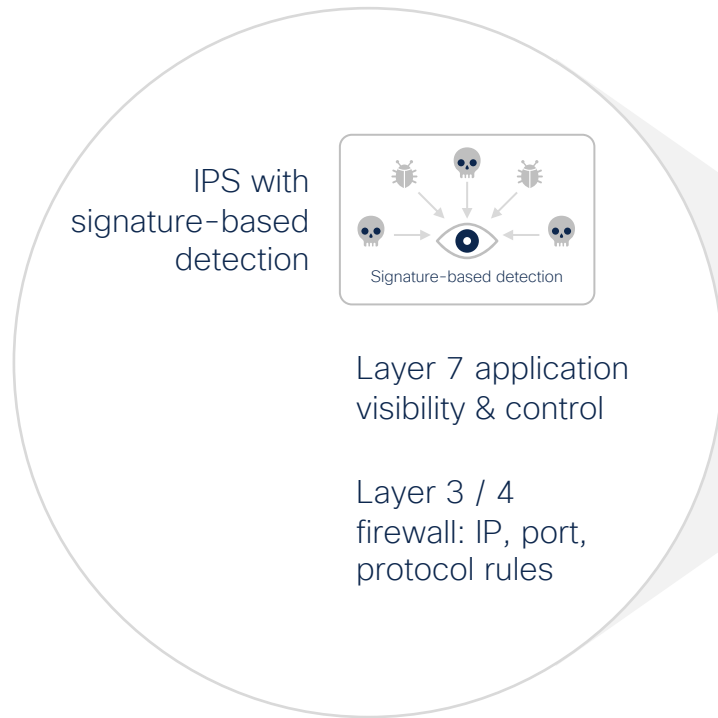 IPS with
signature-based
detection
Signature-based detection
Layer 7 application
visibility & control
Layer 3 / 4
firewall: IP, port,
protocol rules